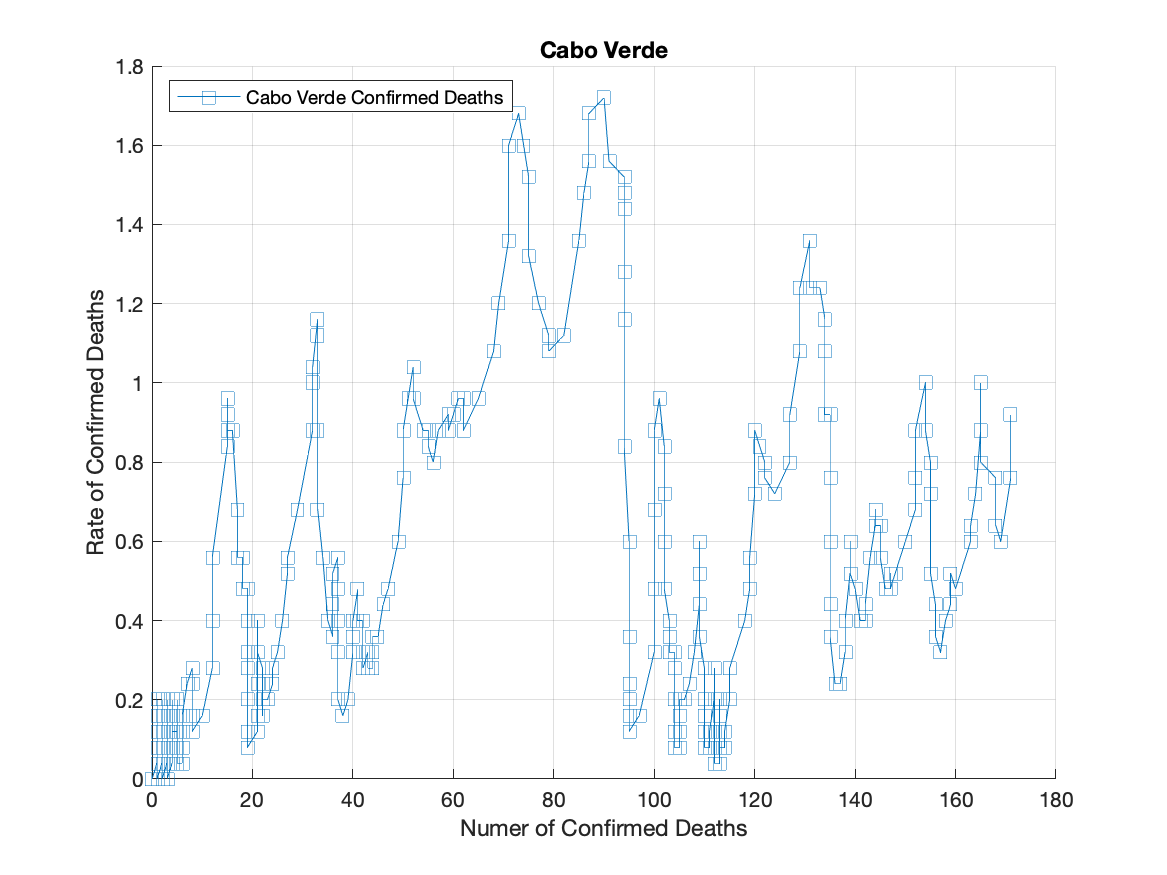 Cabo Verde
Cabo Verde Confirmed Deaths
Rate of Confirmed Deaths
1.8
1.6
1.4
1.2
1
0.8
0.6
0.4
0.2
0
0 20 40 60 80 100 120 140 160 180
Numer of Confirmed Deaths